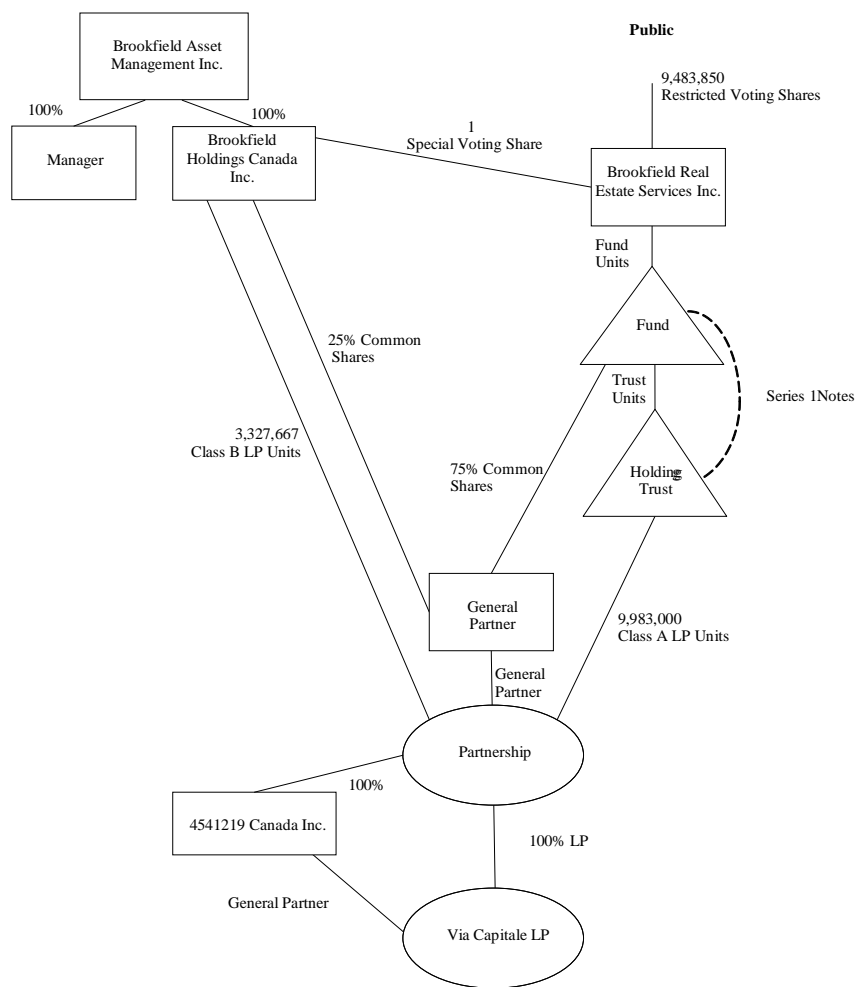 Public
Brookfield Asset
Management Inc.
9,483,850
Restricted Voting Shares
100%
100%
1
Special Voting Share
Manager
Brookfield
Holdings Canada
Inc.
Brookfield Real
Estate Services Inc.
Fund
Units
Fund
25% Common
Shares
Trust
Units
Series 1Notes
3,327,667
Class B LP Units
75% Common
Shares
Holding
Trust
General
Partner
9,983,000
Class A LP Units
General
Partner
Partnership
100%
4541219 Canada Inc.
100% LP
General Partner
Via Capitale LP